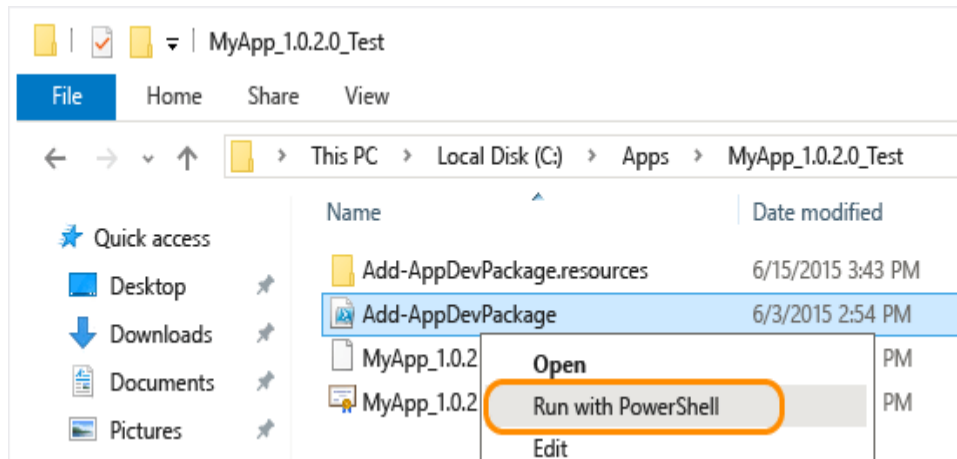 MyApp_1.0.2.0_Test
File Home Share View
This PC > Local Disk (C:) > Apps > MyApp_1.0.2.0_Test
Name Date modified
Quick access
Desktop
Downloads
Documents
Pictures
Add-AppDevPackage.resources 6/15/2015 3:43 PM
Add-AppDevPackage 6/3/2015 2:54 PM
MyApp_1.0.2 PM
MyApp_1.0.2 PM
Open
Run with PowerShell
Edit